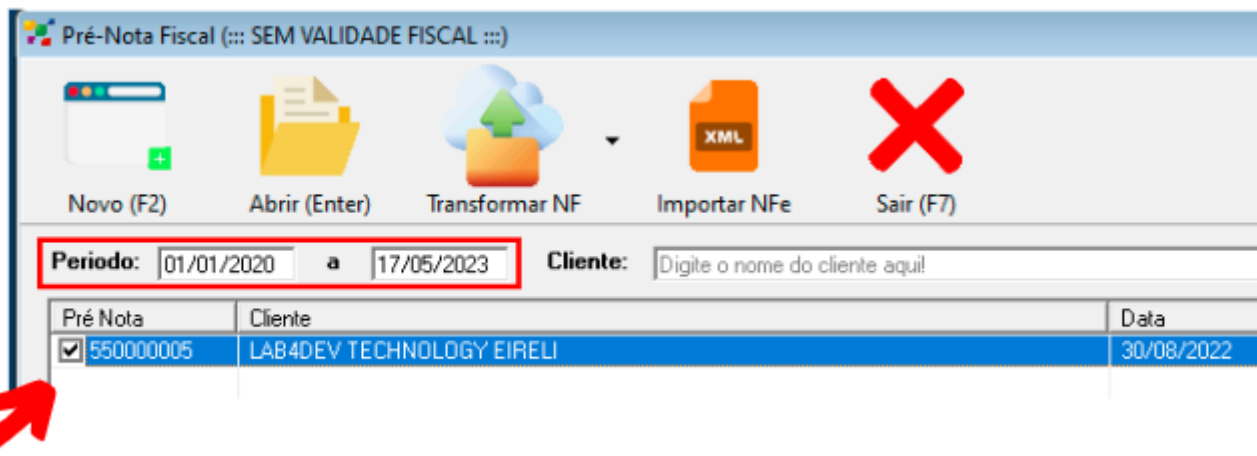 Pré-Nota Fiscal (::: SEM VALIDADE FISCAL :::)
XML
Novo (F2) Abrir (Enter) Transformar NF Importar NFe Sair (F7)
Periodo: 01/01/2020 a 17/05/2023 Cliente: Digite o nome do cliente aqui!
Pré Nota Cliente Data
550000005 LAB4DEV TECHNOLOGY EIRELI 30/08/2022